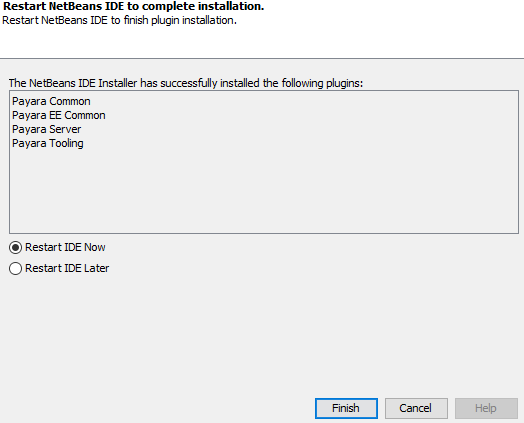 Restart NetBeans IDE to complete installation.
Restart NetBeans IDE to finish plugin installation.
The NetBeans IDE Installer has successfully installed the following plugins:
Payara Common
Payara EE Common
Payara Server
Payara Tooling
Restart IDE Now
Restart IDE Later
Finish Cancel Help